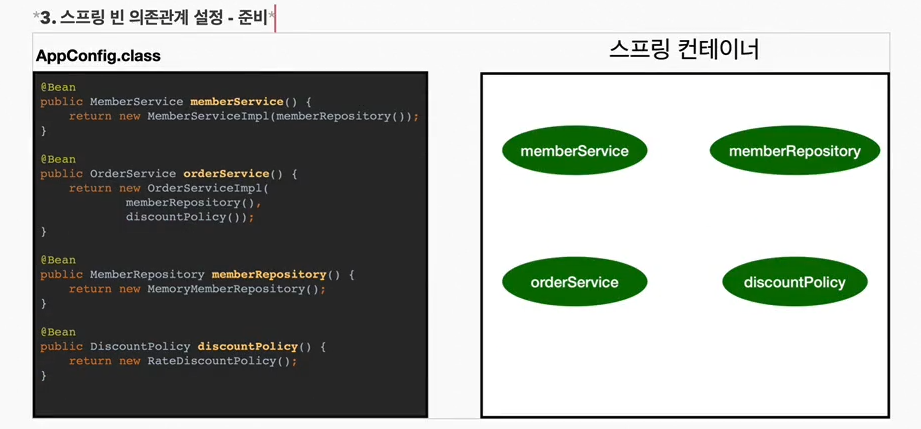 *3. 스프링 빈 의존관계 설정 - 준비*
AppConfig.class
스프링 컨테이너
@Bean
public MemberService memberService() {
    return new MemberServiceImpl(memberRepository());
}
@Bean
public OrderService orderService() {
    return new OrderServiceImpl(
            memberRepository(),
            discountPolicy());
}
@Bean
public MemberRepository memberRepository() {
    return new MemoryMemberRepository();
}
@Bean
public DiscountPolicy discountPolicy() {
    return new RateDiscountPolicy();
}
memberService
memberRepository
orderService
discountPolicy